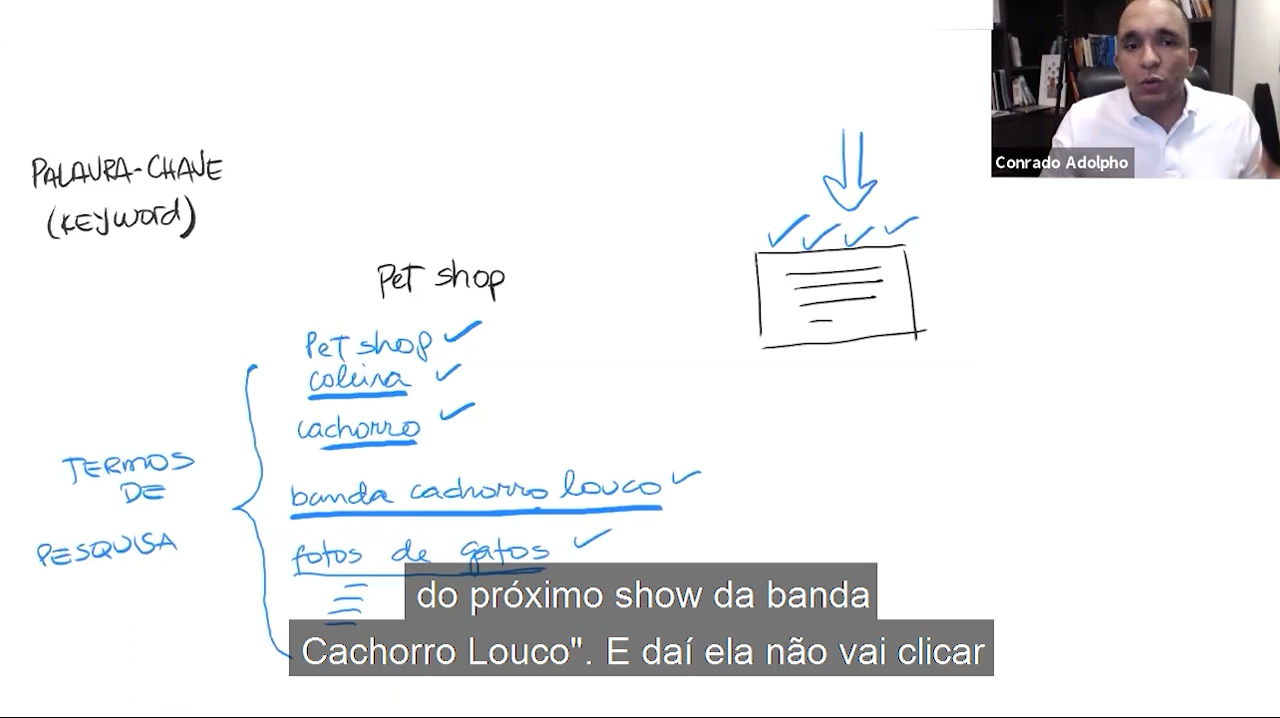 Conrado Adolpho
PALAVRA-CHAVE
(KEYWORD)
Pet shop
Pet shop
coleira
cachorro
TERMOS
DE
PESQUISA
banda cachorro louco
fotos de gatos
do próximo show da banda
Cachorro Louco". E daí ela não vai clicar